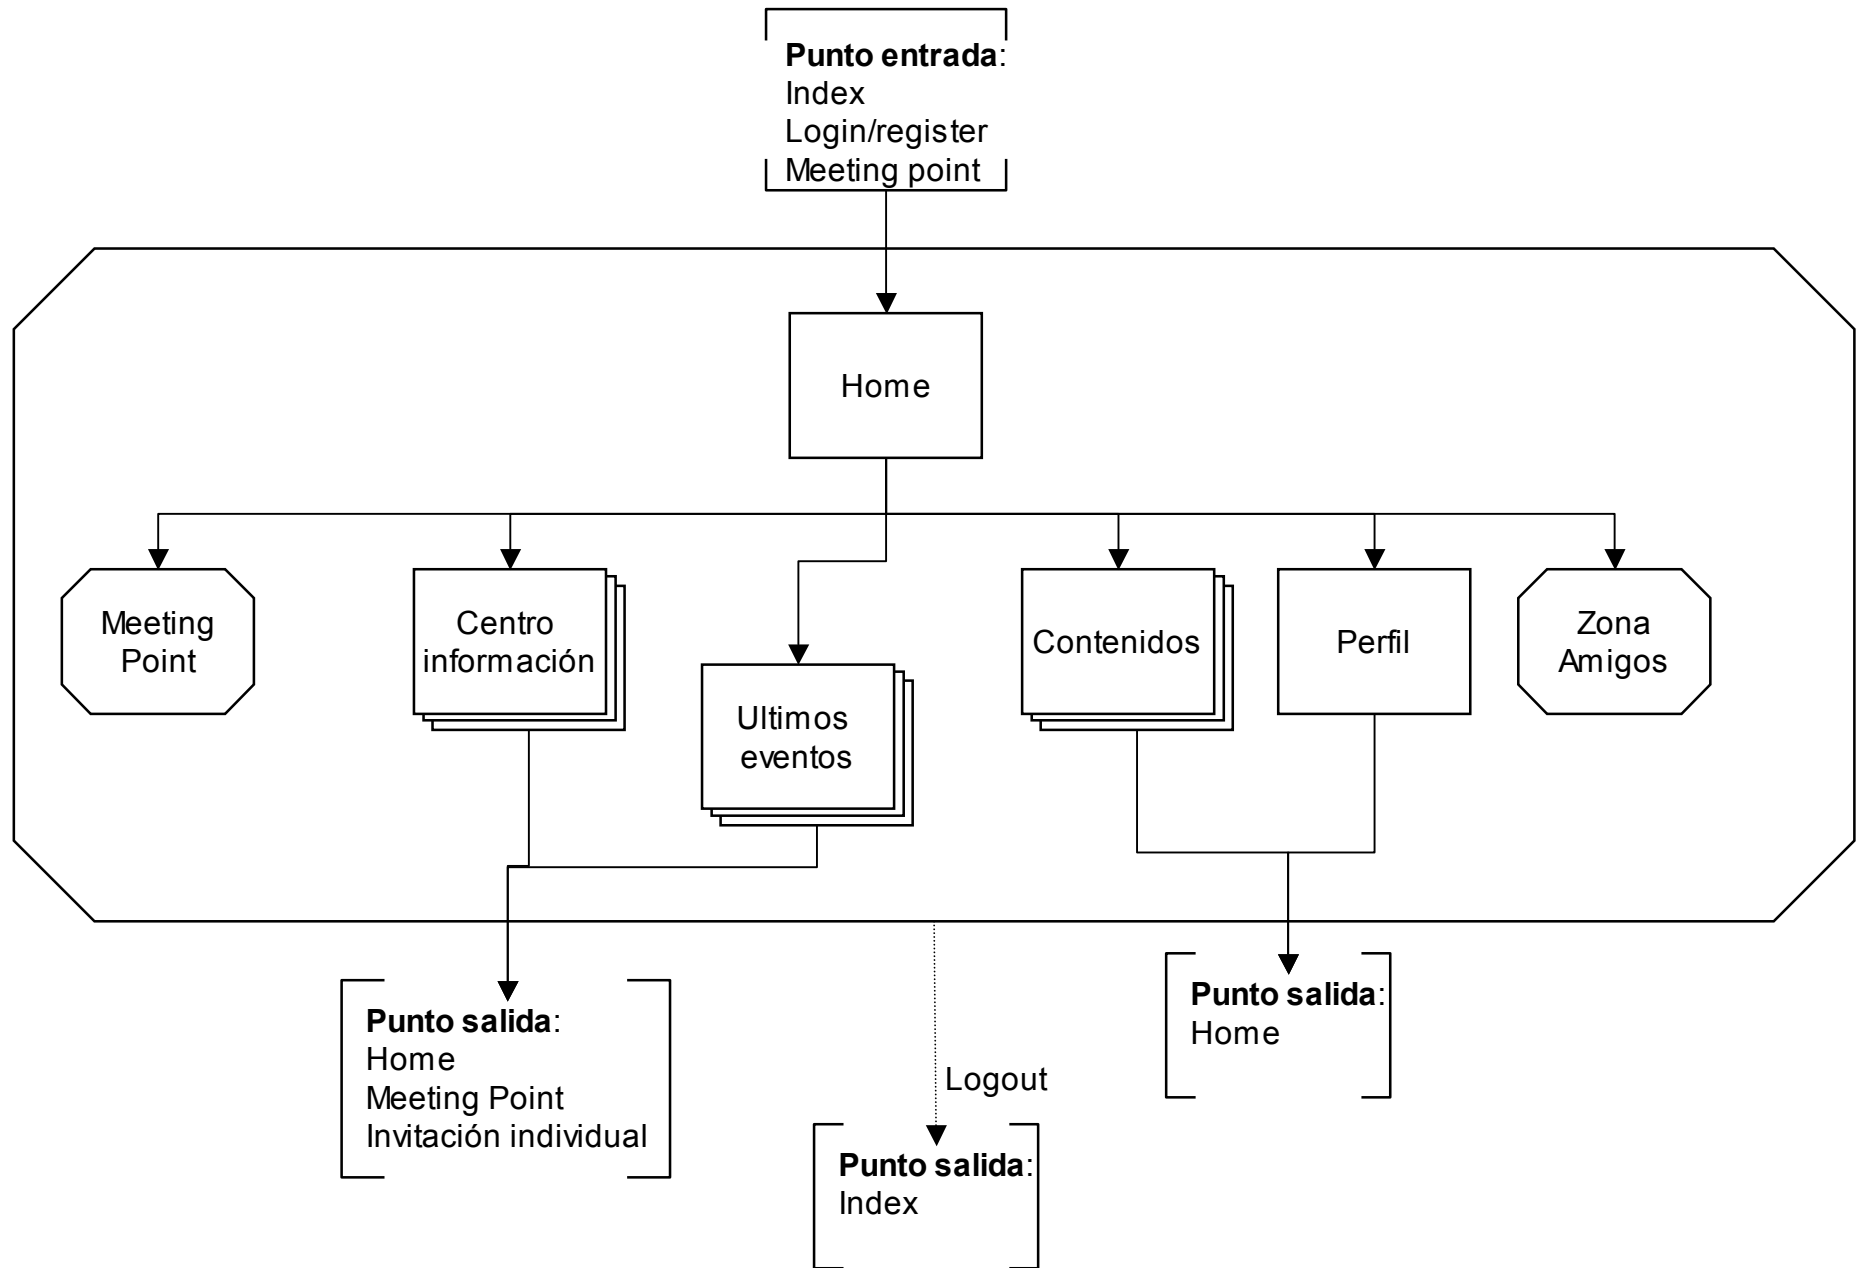 Punto entrada:
Index
Login/register
Meeting point
Home
Meeting
Point
Centro
información
Ultimos
eventos
Contenidos
Perfil
Zona
Amigos
Punto salida:
Home
Meeting Point
Invitación individual
Logout
Punto salida:
Index
Punto salida:
Home